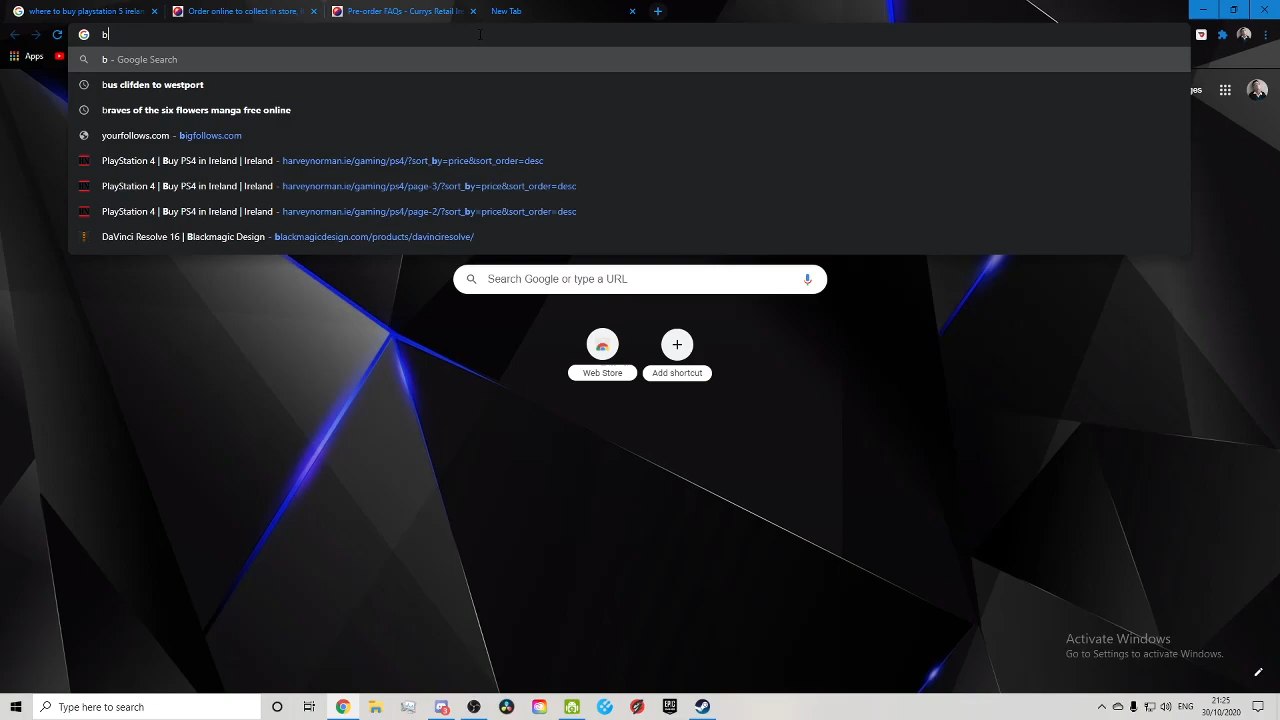 where to buy playstation 5 irelan
Order online to collect in store, i
Pre-order FAQs - Currys Retail In
New Tab
b
Apps
b - Google Search
bus clifden to westport
braves of the six flowers manga free online
yourfollows.com - bigfollows.com
PlayStation 4 | Buy PS4 in Ireland | Ireland - harveynorman.ie/gaming/ps4/?sort_by=price&sort_order=desc
PlayStation 4 | Buy PS4 in Ireland | Ireland - harveynorman.ie/gaming/ps4/page-3/?sort_by=price&sort_order=desc
PlayStation 4 | Buy PS4 in Ireland | Ireland - harveynorman.ie/gaming/ps4/page-2/?sort_by=price&sort_order=desc
DaVinci Resolve 16 | Blackmagic Design - blackmagicdesign.com/products/davinciresolve/
ges
Search Google or type a URL
Web Store
Add shortcut
Activate Windows
Go to Settings to activate Windows.
Type here to search
ENG
21:25
30/10/2020